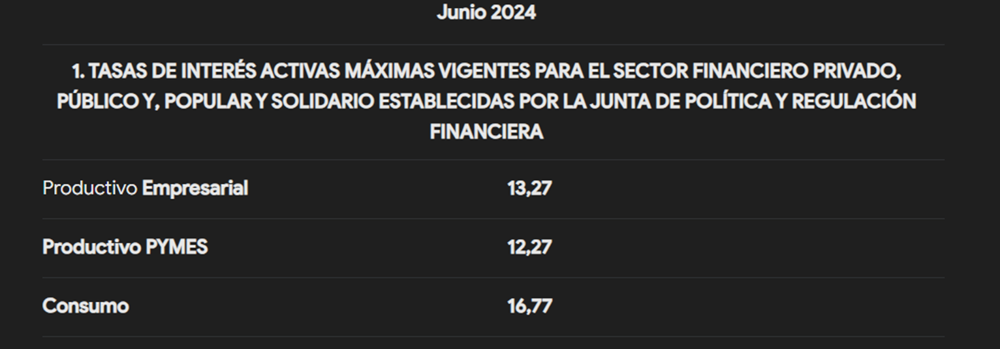 Junio 2024
1. TASAS DE INTERÉS ACTIVAS MÁXIMAS VIGENTES PARA EL SECTOR FINANCIERO PRIVADO,
PÚBLICO Y, POPULAR Y SOLIDARIO ESTABLECIDAS POR LA JUNTA DE POLÍTICA Y REGULACIÓN
FINANCIERA
Productivo Empresarial 13,27
Productivo PYMES 12,27
Consumo 16,77